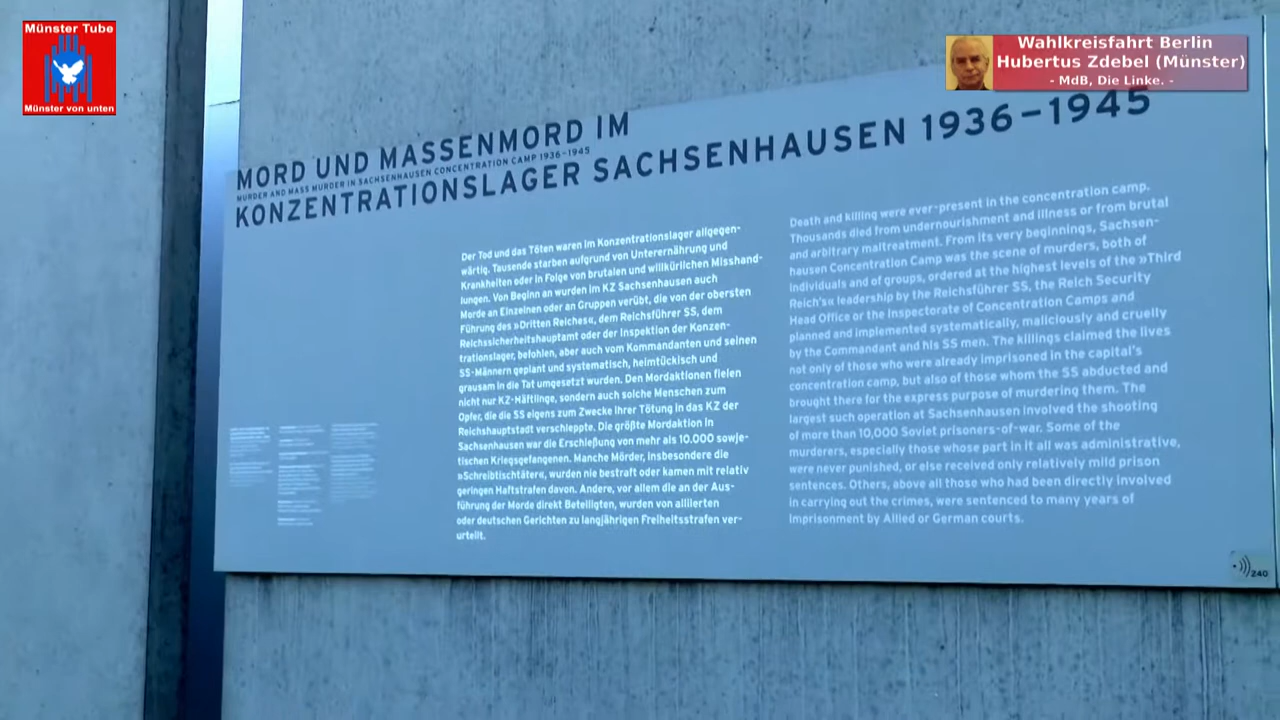 Münster Tube
Münster von unten
Wahlkreisfahrt Berlin
Hubertus Zdebel (Münster)
- MdB, Die Linke. -
MORD UND MASSENMORD IM
MURDER AND MASS MURDER IN SACHSENHAUSEN CONCENTRATION CAMP 1936–1945
KONZENTRATIONSLAGER SACHSENHAUSEN 1936–1945
Der Tod und das Töten waren im Konzentrationslager allgegen-
wärtig. Tausende starben aufgrund von Unterernährung und
Krankheiten oder in Folge von brutalen und willkürlichen Misshand-
lungen. Von Beginn an wurden im KZ Sachsenhausen auch
Morde an Einzelnen oder an Gruppen verübt, die von der obersten
Führung des »Dritten Reiches«, dem Reichsführer SS, dem
Reichssicherheitshauptamt oder der Inspektion der Konzen-
trationslager, befohlen, aber auch vom Kommandanten und seinen
SS-Männern geplant und systematisch, heimtückisch und
grausam in die Tat umgesetzt wurden. Den Mordaktionen fielen
nicht nur KZ-Häftlinge, sondern auch solche Menschen zum
Opfer, die die SS eigens zum Zwecke ihrer Tötung in das KZ der
Reichshauptstadt verschleppte. Die größte Mordaktion in
Sachsenhausen war die Erschießung von mehr als 10.000 sowje-
tischen Kriegsgefangenen. Manche Mörder, insbesondere die
»Schreibtischtäter«, wurden nie bestraft oder kamen mit relativ
geringen Haftstrafen davon. Andere, vor allem die an der Aus-
führung der Morde direkt Beteiligten, wurden von alliierten
oder deutschen Gerichten zu langjährigen Freiheitsstrafen ver-
urteilt.
Death and killing were ever-present in the concentration camp.
Thousands died from undernourishment and illness or from brutal
and arbitrary maltreatment. From its very beginnings, Sachsen-
hausen Concentration Camp was the scene of murders, both of
individuals and of groups, ordered at the highest levels of the »Third
Reich's« leadership by the Reichsführer SS, the Reich Security
Head Office or the Inspectorate of Concentration Camps and
planned and implemented systematically, maliciously and cruelly
by the Commandant and his SS men. The killings claimed the lives
not only of those who were already imprisoned in the capital's
concentration camp, but also of those whom the SS abducted and
brought there for the express purpose of murdering them. The
largest such operation at Sachsenhausen involved the shooting
of more than 10,000 Soviet prisoners-of-war. Some of the
murderers, especially those whose part in it all was administrative,
were never punished, or else received only relatively mild prison
sentences. Others, above all those who had been directly involved
in carrying out the crimes, were sentenced to many years of
imprisonment by Allied or German courts.
240